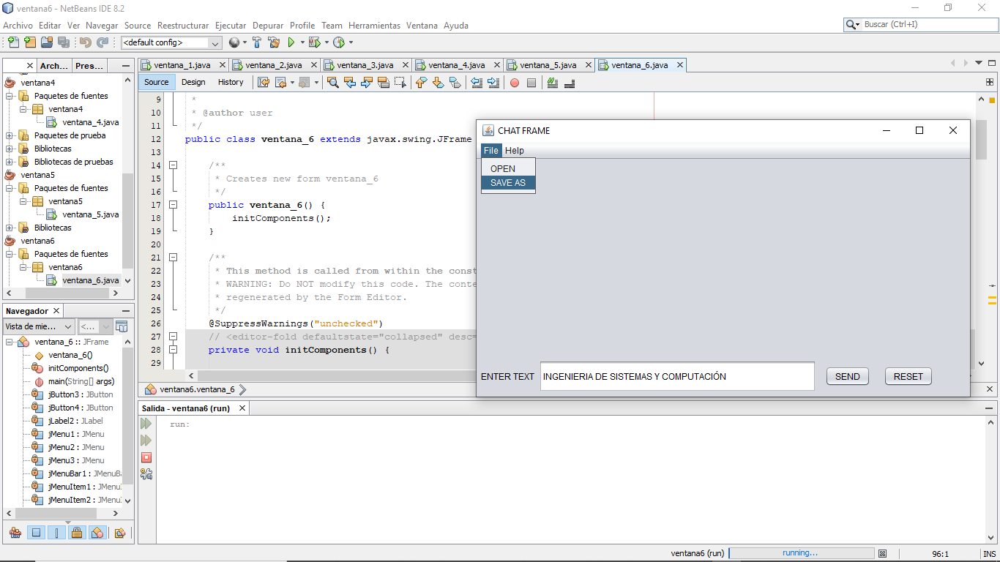 ventana6 - NetBeans IDE 8.2
Archivo Editar Ver Navegar Source Reestructurar Ejecutar Depurar Profile Team Herramientas Ventana Ayuda
Buscar (Ctrl+I)
<default config>
Arch... Pres...
ventana4
Paquetes de fuentes
ventana4
ventana_4.java
Paquetes de prueba
Bibliotecas
Bibliotecas de pruebas
ventana5
Paquetes de fuentes
ventana5
ventana_5.java
Bibliotecas
ventana6
Paquetes de fuentes
ventana6
ventana_6.java
Navegador
Vista de mie... <...
ventana_6 :: JFrame
ventana_6()
initComponents()
main(String[] args)
jButton3 : JButton
jButton4 : JButton
jLabel2 : JLabel
jMenu1 : JMenu
jMenu2 : JMenu
jMenu3 : JMenu
jMenuBar1 : JMenuB
jMenuItem1 : JMenu
jMenuItem2 : JMenu
ventana_1.java ventana_2.java ventana_3.java ventana_4.java ventana_5.java ventana_6.java
Source Design History
9 *
10 * @author user
11 */
12 public class ventana_6 extends javax.swing.JFrame
13
14 /**
15 * Creates new form ventana_6
16 */
17 public ventana_6() {
18 initComponents();
19 }
20
21 /**
22 * This method is called from within the const
23 * WARNING: Do NOT modify this code. The conte
24 * regenerated by the Form Editor.
25 */
26 @SuppressWarnings("unchecked")
27 // <editor-fold defaultstate="collapsed" desc=
28 private void initComponents() {
29
ventana6.ventana_6
CHAT FRAME
File Help
OPEN
SAVE AS
ENTER TEXT INGENIERIA DE SISTEMAS Y COMPUTACIÓN SEND RESET
Salida - ventana6 (run)
run:
ventana6 (run) running... 96:1 INS